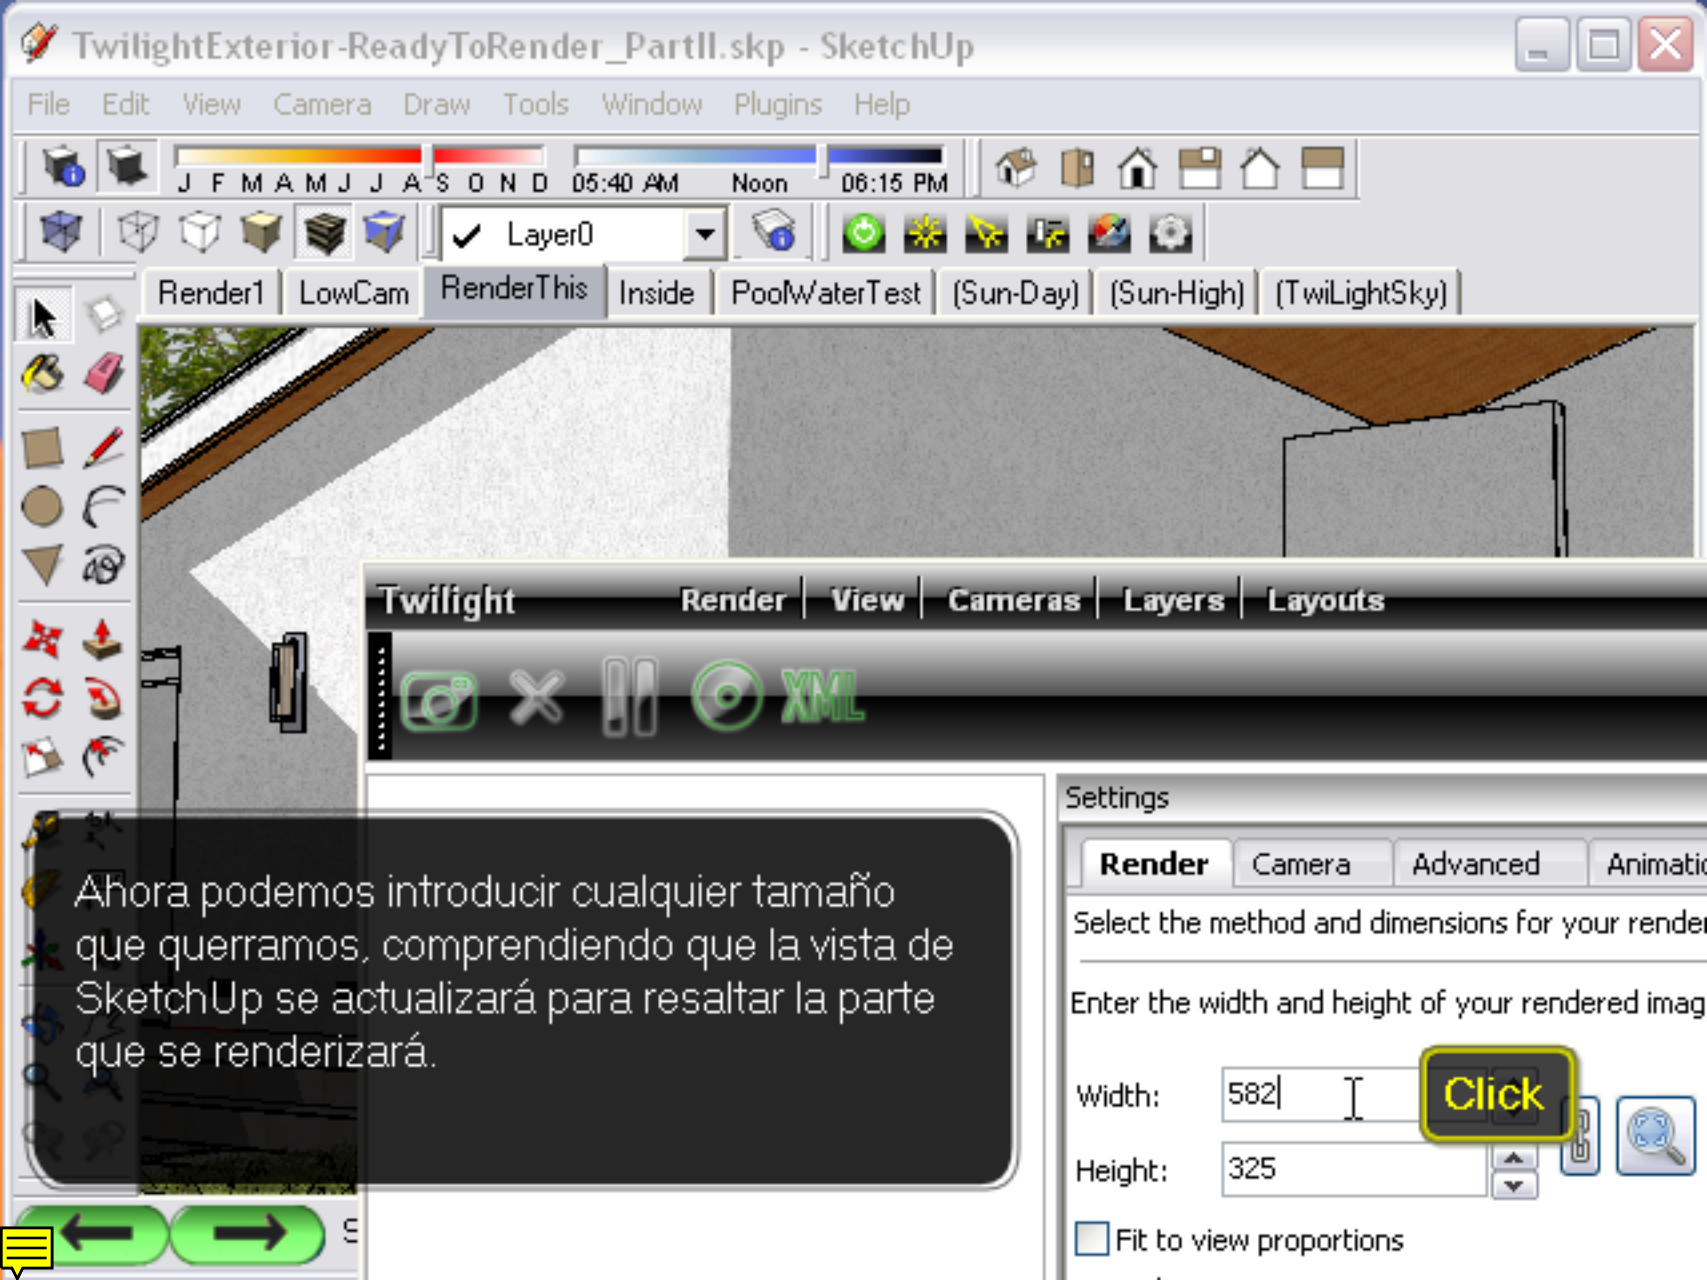 TwilightExterior-ReadyToRender_PartII.skp - SketchUp
File Edit View Camera Draw Tools Window Plugins Help
J F M A M J J A S O N D 05:40 AM Noon 06:15 PM
Layer0
Render1 LowCam RenderThis Inside PoolWaterTest (Sun-Day) (Sun-High) (TwiLightSky)
Twilight Render View Cameras Layers Layouts
XML
Settings
Render Camera Advanced Animatio
Select the method and dimensions for your rende
Enter the width and height of your rendered imag
Width: 582 Click
Height: 325
Fit to view proportions
Ahora podemos introducir cualquier tamaño
que querramos, comprendiendo que la vista de
SketchUp se actualizará para resaltar la parte
que se renderizará.
S